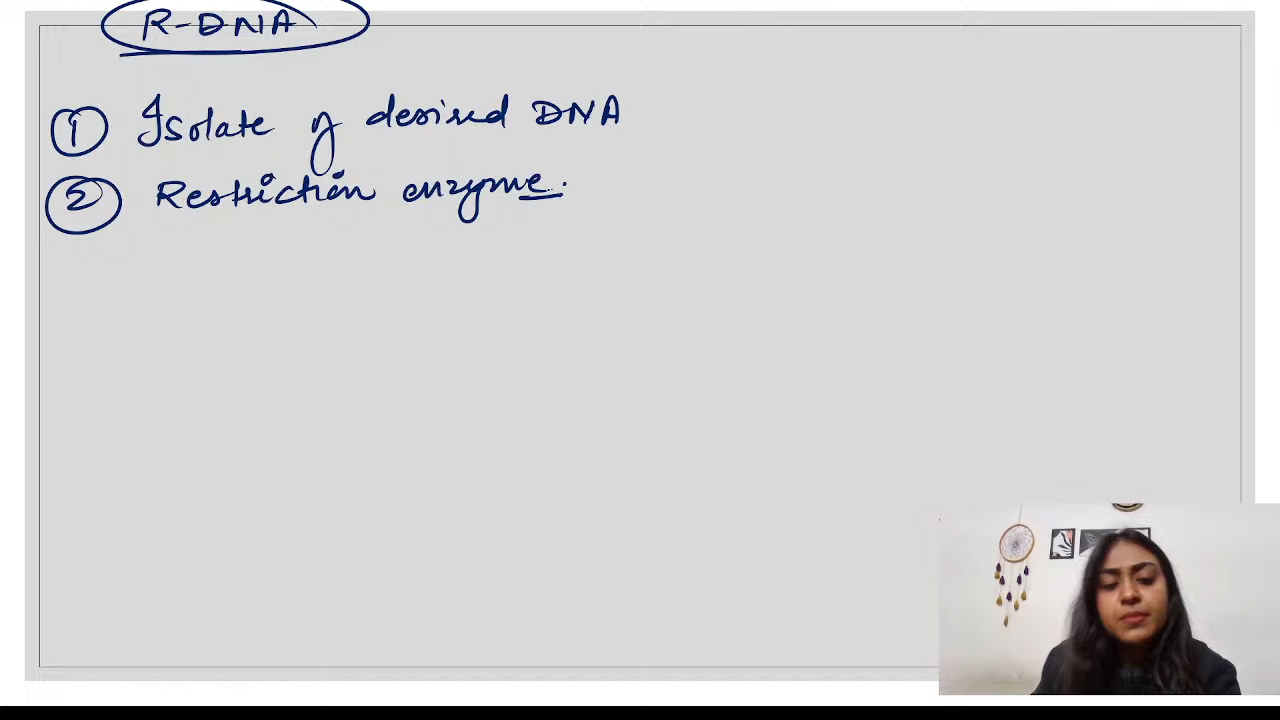 R-DNA
① Isolate of desired DNA
② Restriction enzyme.